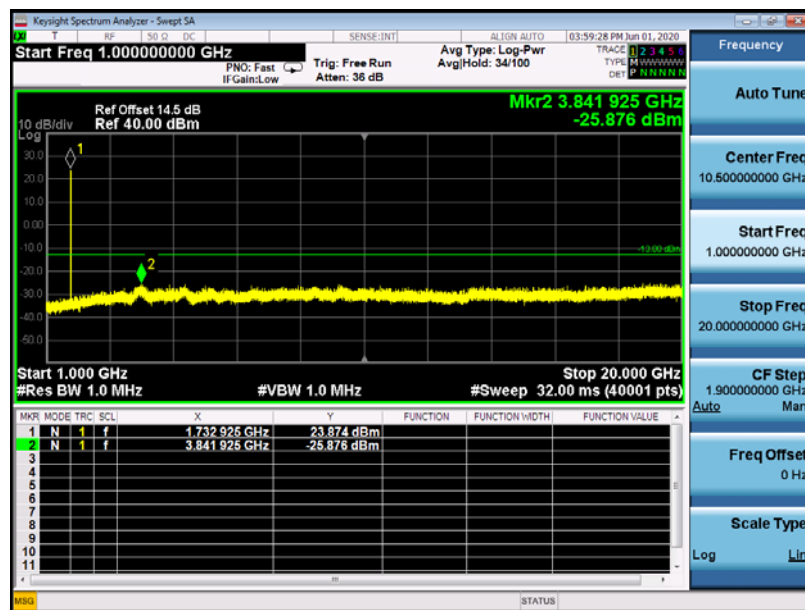 Keysight Spectrum Analyzer - Swept SA
T RF 50 Ω DC SENSE:INT ALIGN AUTO 03:59:28 PM Jun 01, 2020
Start Freq 1.000000000 GHz
PNO: Fast
IFGain:Low
Trig: Free Run
Atten: 36 dB
Avg Type: Log-Pwr
Avg|Hold: 34/100
TRACE 1 2 3 4 5 6
TYPE M W W W W W
DET P N N N N N
Ref Offset 14.5 dB
Ref 40.00 dBm
10 dB/div
Log
Mkr2 3.841 925 GHz
-25.876 dBm
30.0
20.0
10.0
0.00
-10.0
-20.0
-30.0
-40.0
-50.0
1
2
-13.00 dBm
Start 1.000 GHz
Stop 20.000 GHz
#Res BW 1.0 MHz
#VBW 1.0 MHz
#Sweep 32.00 ms (40001 pts)
MKR MODE TRC SCL X Y FUNCTION FUNCTION WIDTH FUNCTION VALUE
1 N 1 f 1.732 925 GHz 23.874 dBm
2 N 1 f 3.841 925 GHz -25.876 dBm
3
4
5
6
7
8
9
10
11
MSG
STATUS
Frequency
Auto Tune
Center Freq
10.500000000 GHz
Start Freq
1.000000000 GHz
Stop Freq
20.000000000 GHz
CF Step
1.900000000 GHz
Auto Man
Freq Offset
0 Hz
Scale Type
Log Lin